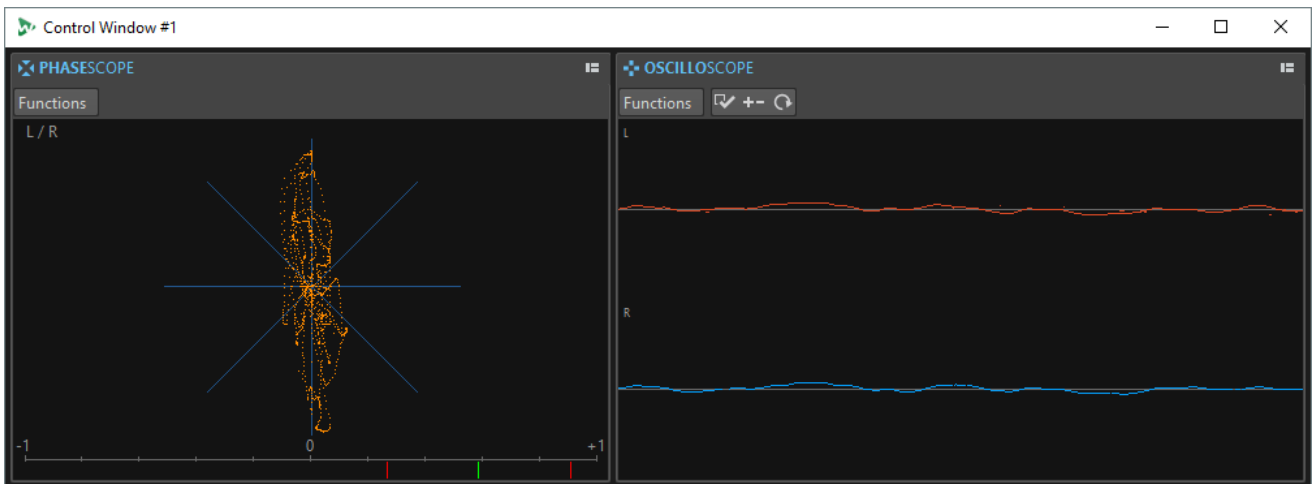 Control Window #1
PHASESCOPE
Functions
L / R
-1 0 +1
OSCILLOSCOPE
Functions
L
R